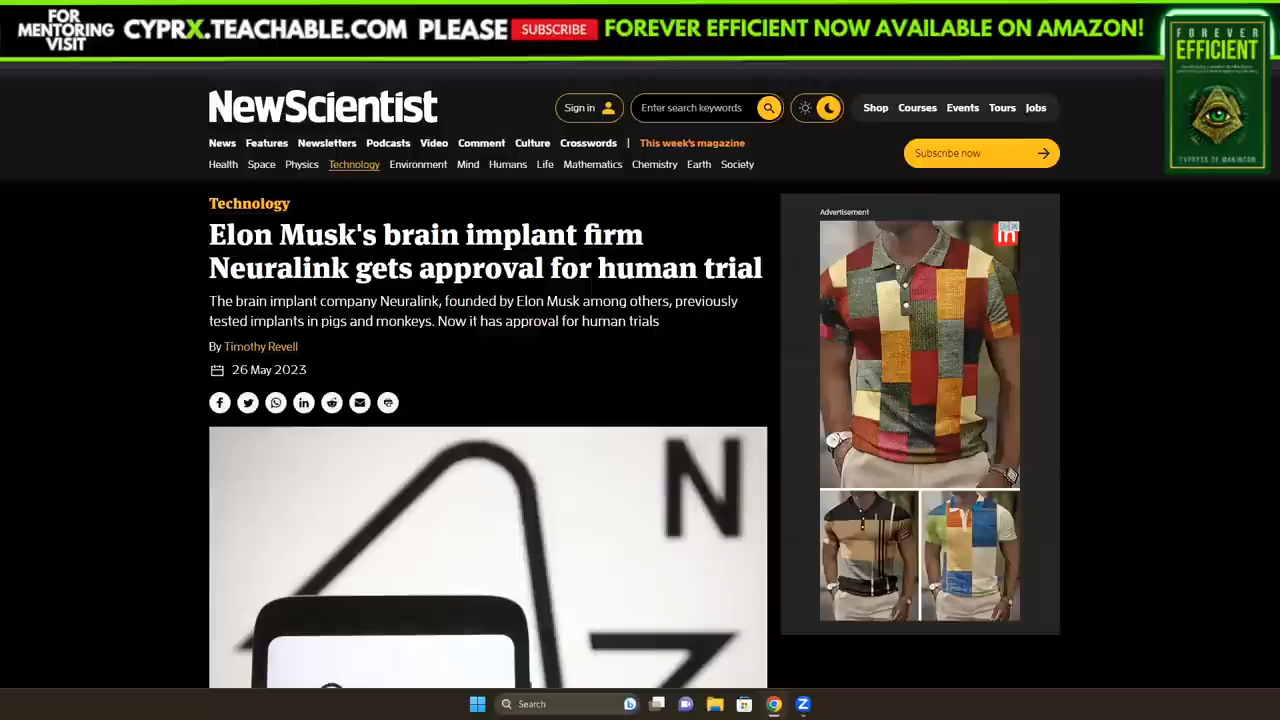 FOR
MENTORING
VISIT
CYPRX.TEACHABLE.COM PLEASE SUBSCRIBE FOREVER EFFICIENT NOW AVAILABLE ON AMAZON!
FOREVER
EFFICIENT
NewScientist
Sign in
Enter search keywords
Shop Courses Events Tours Jobs
News Features Newsletters Podcasts Video Comment Culture Crosswords | This week's magazine
Subscribe now
Health Space Physics Technology Environment Mind Humans Life Mathematics Chemistry Earth Society
Technology
Elon Musk's brain implant firm
Neuralink gets approval for human trial
The brain implant company Neuralink, founded by Elon Musk among others, previously
tested implants in pigs and monkeys. Now it has approval for human trials
By Timothy Revell
26 May 2023
Advertisement
N
Search